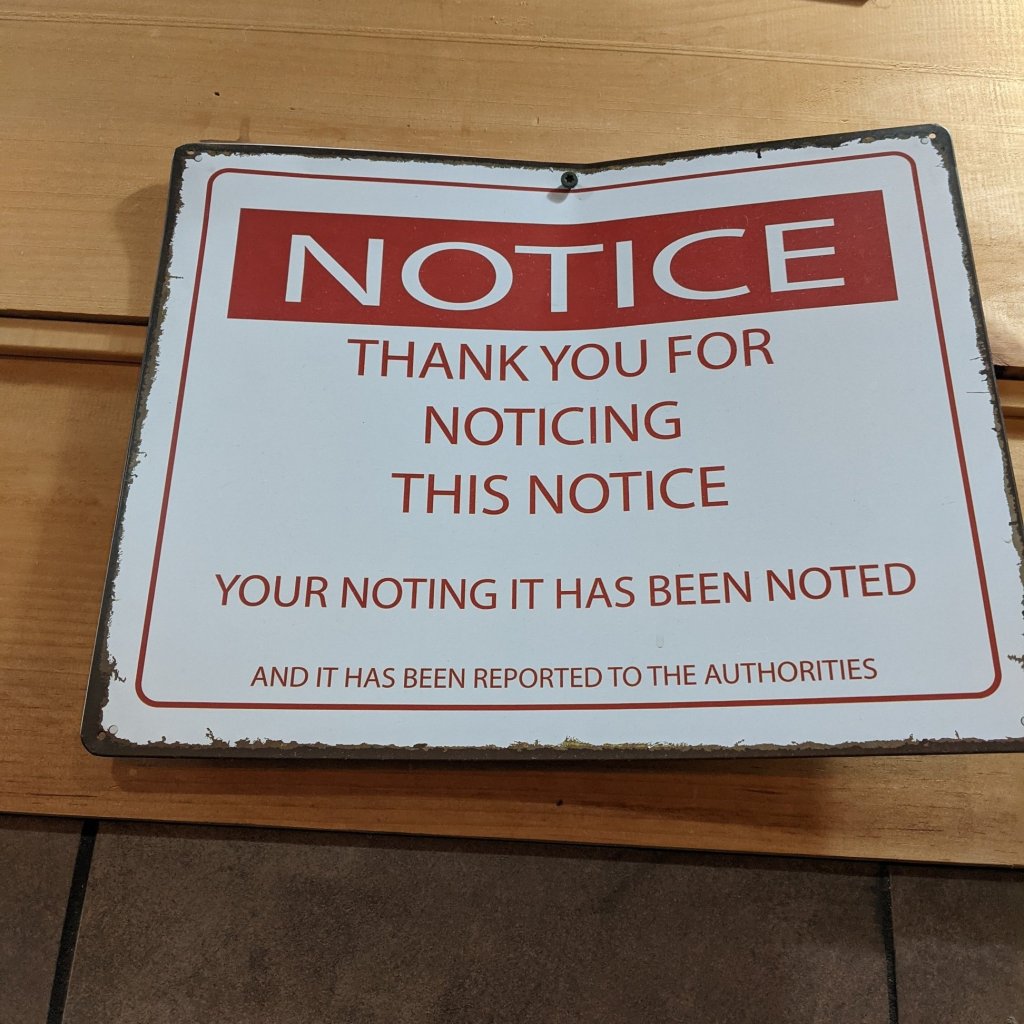 NOTICE
THANK YOU FOR
NOTICING
THIS NOTICE
YOUR NOTING IT HAS BEEN NOTED
AND IT HAS BEEN REPORTED TO THE AUTHORITIES